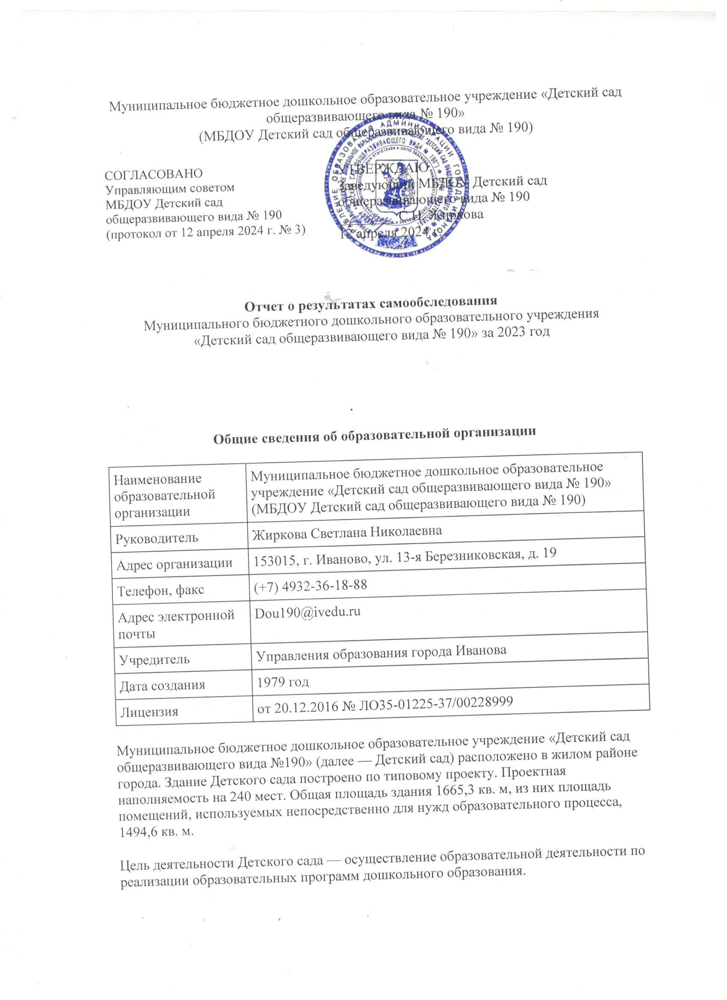 Муниципальное бюджетное дошкольное образовательное учреждение «Детский сад
общеразвивающего вида № 190»
(МБДОУ Детский сад общеразвивающего вида № 190)
СОГЛАСОВАНО
Управляющим советом
МБДОУ Детский сад
общеразвивающего вида № 190
(протокол от 12 апреля 2024 г. № 3)
УТВЕРЖДАЮ
Заведующий МБДОУ Детский сад
общеразвивающего вида № 190
С.Н. Жиркова
12 апреля 2024 г.
УПРАВЛЕНИЕ ОБРАЗОВАНИЯ АДМИНИСТРАЦИИ ГОРОДА ИВАНОВА
Отчет о результатах самообследования
Муниципального бюджетного дошкольного образовательного учреждения
«Детский сад общеразвивающего вида № 190» за 2023 год
Общие сведения об образовательной организации
Наименование
образовательной
организации
Муниципальное бюджетное дошкольное образовательное
учреждение «Детский сад общеразвивающего вида № 190»
(МБДОУ Детский сад общеразвивающего вида № 190)
Руководитель
Жиркова Светлана Николаевна
Адрес организации
153015, г. Иваново, ул. 13-я Березниковская, д. 19
Телефон, факс
(+7) 4932-36-18-88
Адрес электронной
почты
Dou190@ivedu.ru
Учредитель
Управления образования города Иванова
Дата создания
1979 год
Лицензия
от 20.12.2016 № ЛО35-01225-37/00228999
Муниципальное бюджетное дошкольное образовательное учреждение «Детский сад
общеразвивающего вида №190» (далее — Детский сад) расположено в жилом районе
города. Здание Детского сада построено по типовому проекту. Проектная
наполняемость на 240 мест. Общая площадь здания 1665,3 кв. м, из них площадь
помещений, используемых непосредственно для нужд образовательного процесса,
1494,6 кв. м.
Цель деятельности Детского сада — осуществление образовательной деятельности по
реализации образовательных программ дошкольного образования.